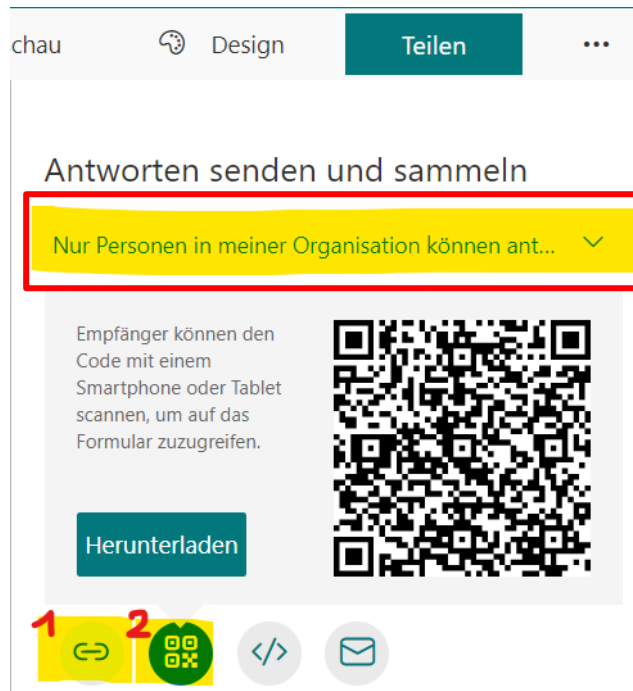 chau Design Teilen ...
Antworten senden und sammeln
Nur Personen in meiner Organisation können ant...
Empfänger können den
Code mit einem
Smartphone oder Tablet
scannen, um auf das
Formular zuzugreifen.
Herunterladen
1 2
</>